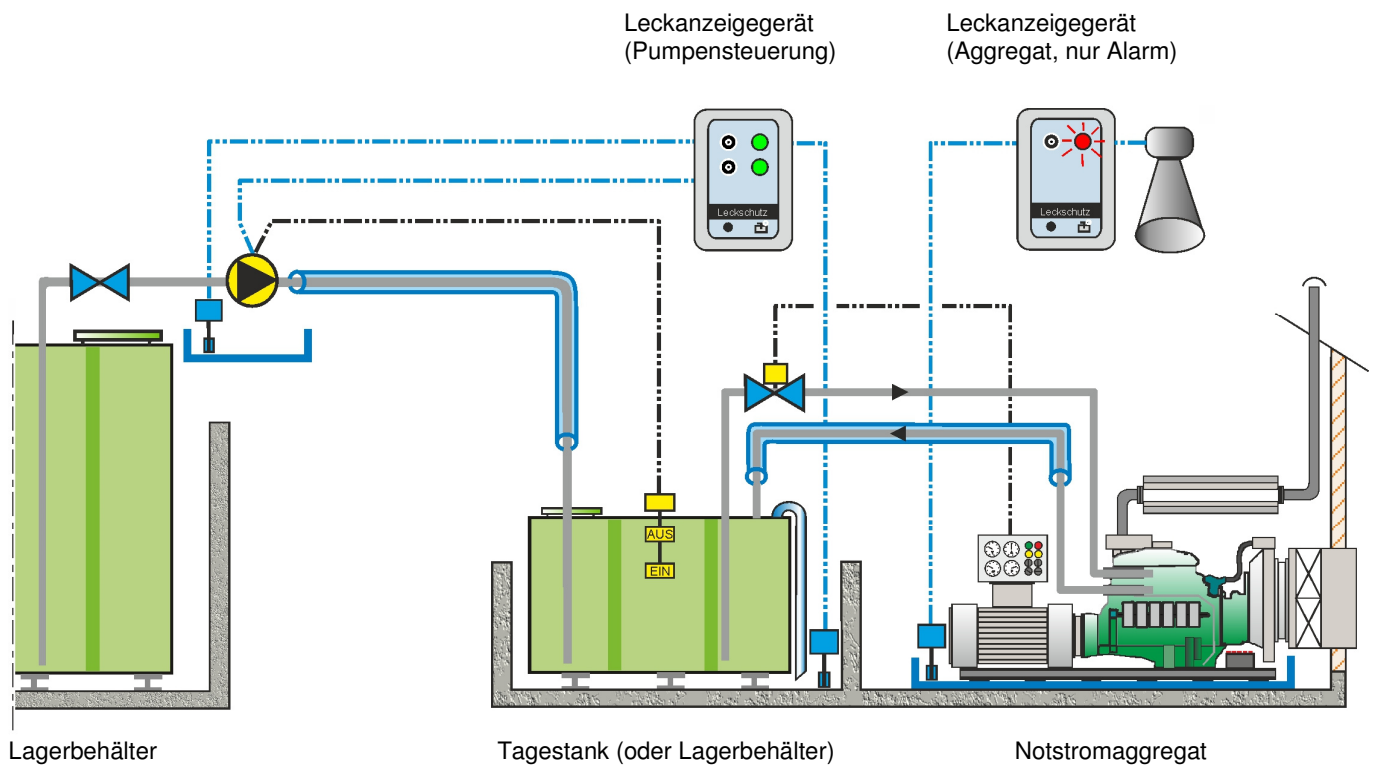 Leckanzeigegerät
(Pumpensteuerung)
Leckanzeigegerät
(Aggregat, nur Alarm)
Leckschutz
Leckschutz
AUS
EIN
Lagerbehälter
Tagestank (oder Lagerbehälter)
Notstromaggregat